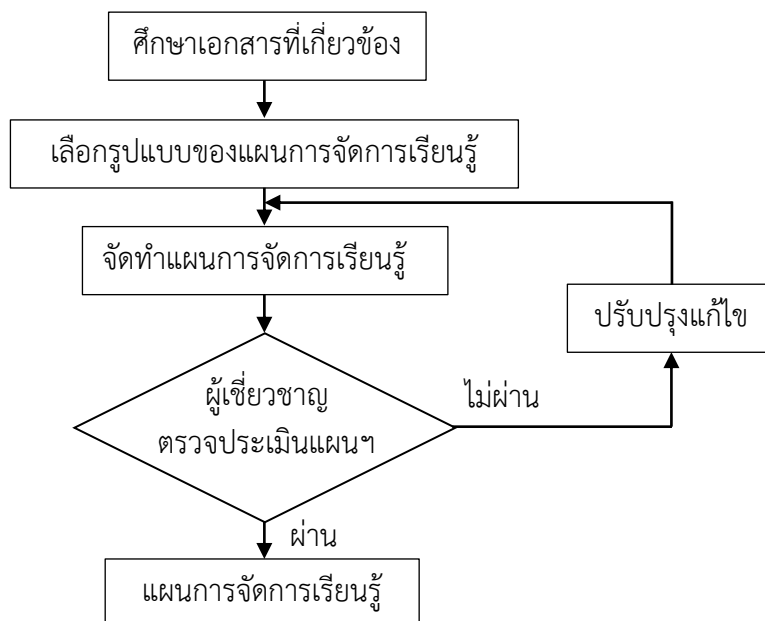 ศึกษาเอกสารที่เกี่ยวข้อง
เลือกรูปแบบของแผนการจัดการเรียนรู้
จัดทำแผนการจัดการเรียนรู้
ปรับปรุงแก้ไข
ผู้เชี่ยวชาญ
ตรวจประเมินแผนฯ
ไม่ผ่าน
ผ่าน
แผนการจัดการเรียนรู้